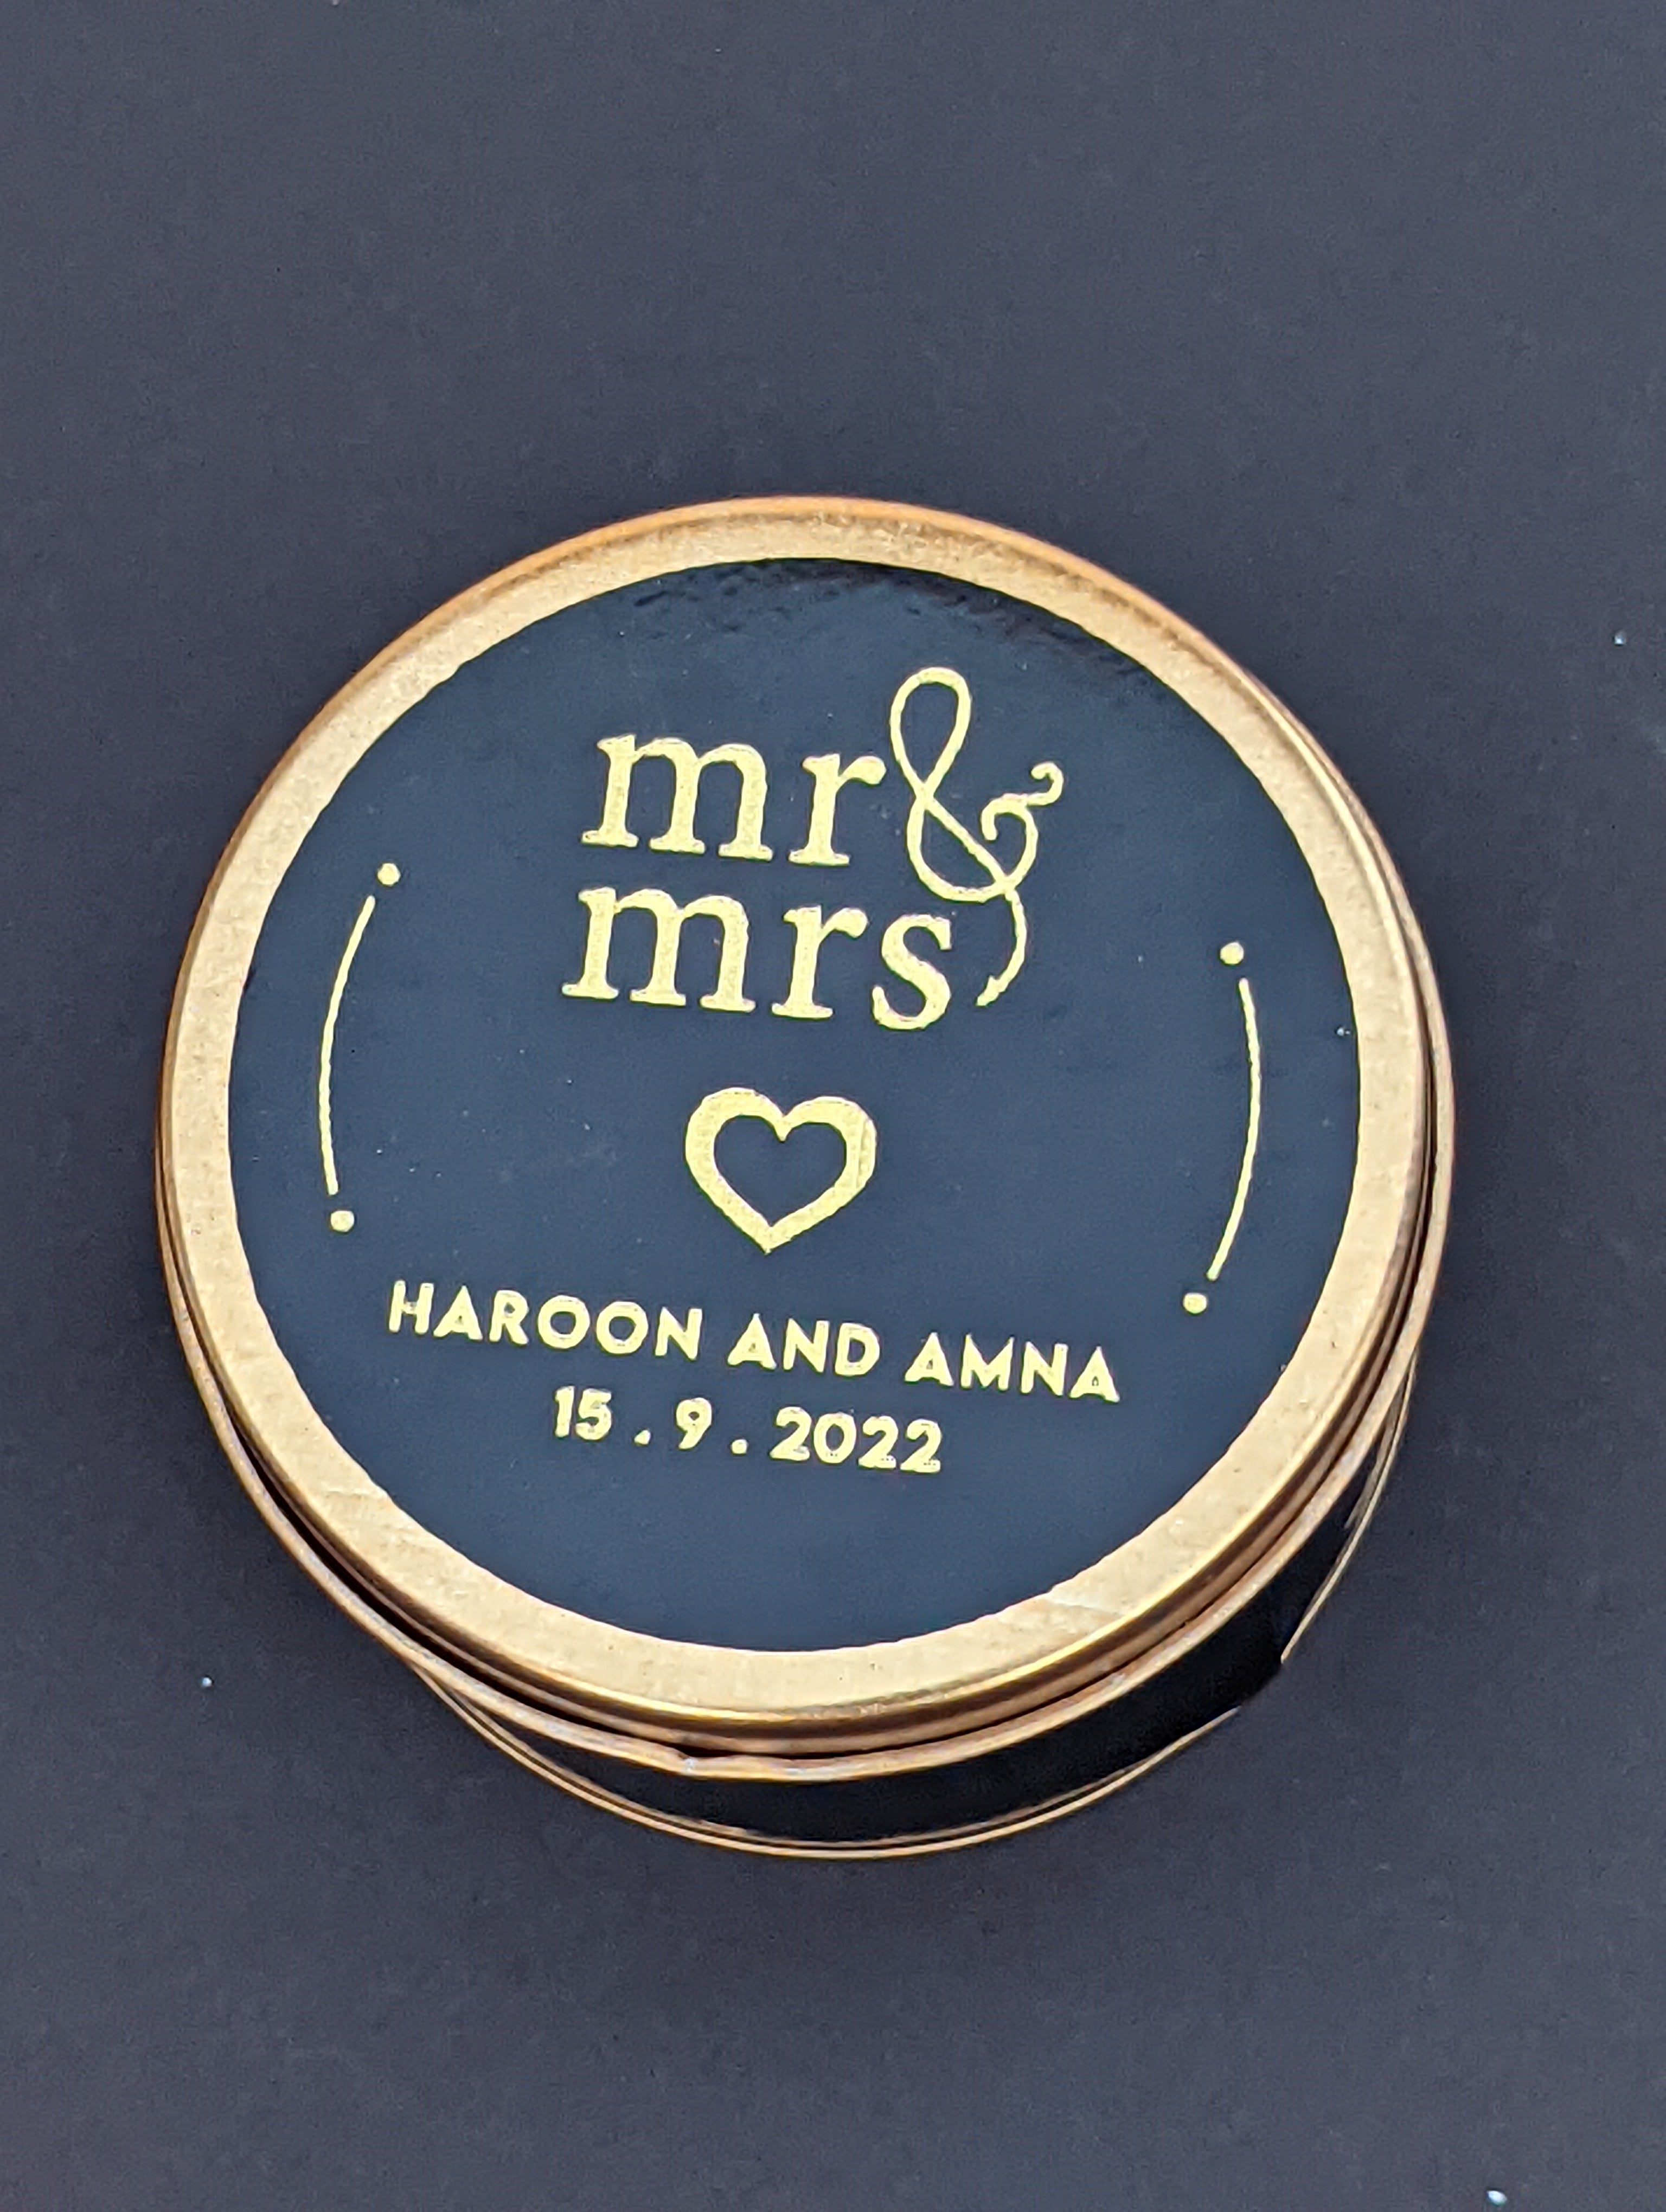 mr &
mrs
HAROON AND AMNA
15 . 9 . 2022